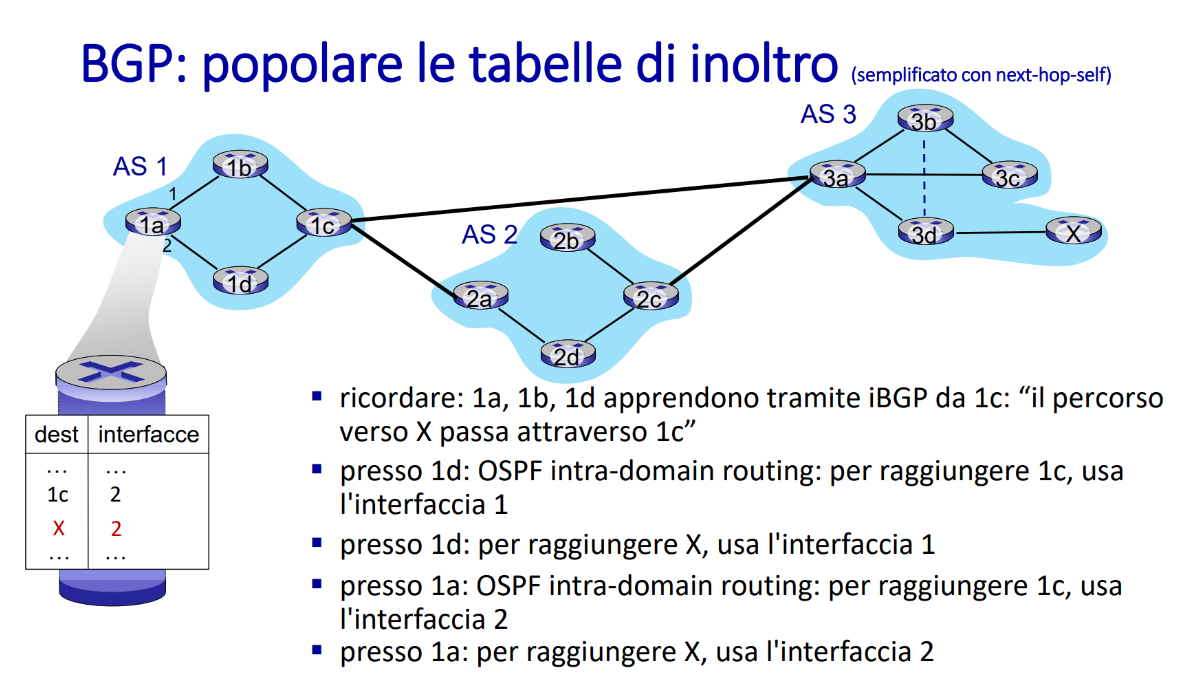 BGP: popolare le tabelle di inoltro (semplificato con next-hop-self)
AS 3
3b
AS 1
1b
3a
3c
1
1a
1c
AS 2
2b
3d
X
2
1d
2a
2c
2d
dest interfacce
... ...
1c 2
X 2
... ...
▪ ricordare: 1a, 1b, 1d apprendono tramite iBGP da 1c: “il percorso
verso X passa attraverso 1c”
▪ presso 1d: OSPF intra-domain routing: per raggiungere 1c, usa
l'interfaccia 1
▪ presso 1d: per raggiungere X, usa l'interfaccia 1
▪ presso 1a: OSPF intra-domain routing: per raggiungere 1c, usa
l'interfaccia 2
▪ presso 1a: per raggiungere X, usa l'interfaccia 2